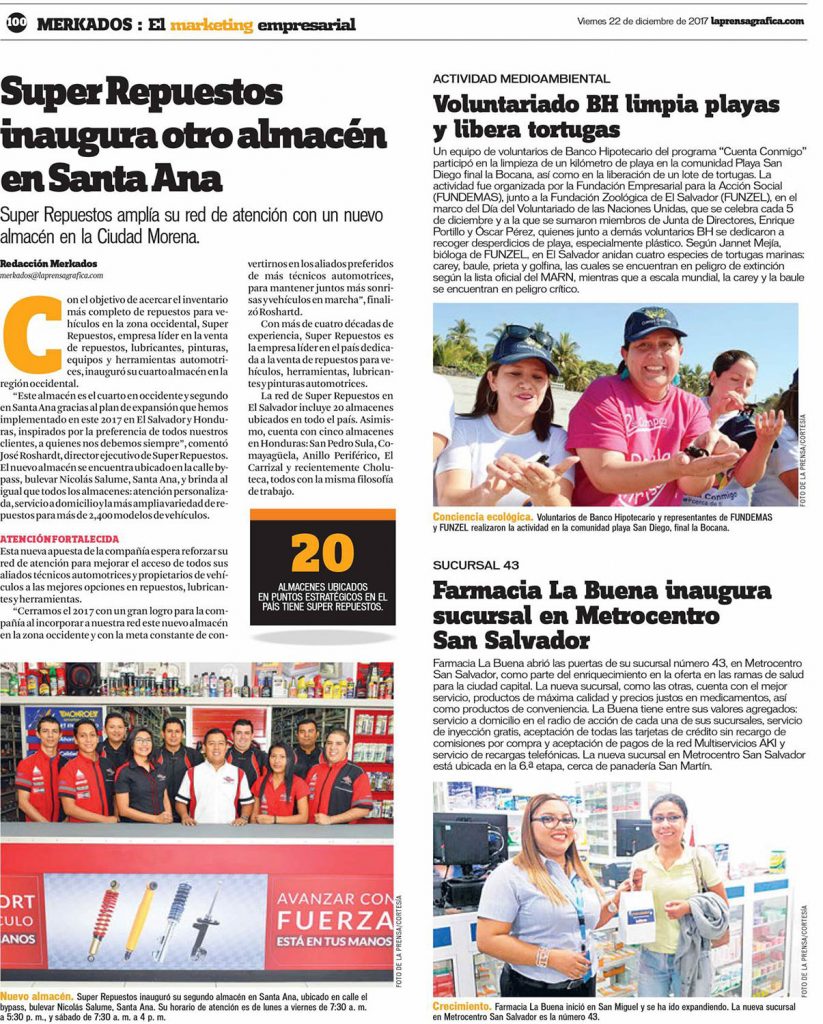 100 MERKADOS : El marketing empresarial
Viernes 22 de diciembre de 2017 laprensagrafica.com
Super Repuestos
inaugura otro almacén
en Santa Ana
Super Repuestos amplía su red de atención con un nuevo
almacén en la Ciudad Morena.
Redacción Merkados
merkados@laprensagrafica.com
Con el objetivo de acercar el inventario
más completo de repuestos para ve-
hículos en la zona occidental, Super
Repuestos, empresa líder en la venta
de repuestos, lubricantes, pinturas,
equipos y herramientas automotri-
ces, inauguró su cuarto almacén en la
región occidental.
"Este almacén es el cuarto en occidente y segundo
en Santa Ana gracias al plan de expansión que hemos
implementado en este 2017 en El Salvador y Hondu-
ras, inspirados por la preferencia de todos nuestros
clientes, a quienes nos debemos siempre", comentó
José Roshardt, director ejecutivo de Super Repuestos.
El nuevo almacén se encuentra ubicado en la calle by-
pass, bulevar Nicolás Salume, Santa Ana, y brinda al
igual que todos los almacenes: atención personaliza-
da, servicio a domicilio y la más amplia variedad de re-
puestos para más de 2,400 modelos de vehículos.
ATENCIÓN FORTALECIDA
Esta nueva apuesta de la compañía espera reforzar su
red de atención para mejorar el acceso de todos sus
aliados técnicos automotrices y propietarios de vehí-
culos a las mejores opciones en repuestos, lubrican-
tes y herramientas.
"Cerramos el 2017 con un gran logro para la com-
pañía al incorporar a nuestra red este nuevo almacén
en la zona occidente y con la meta constante de con-
vertirnos en los aliados preferidos
de más técnicos automotrices,
para mantener juntos más sonri-
sas y vehículos en marcha", finali-
zó Roshardt.
Con más de cuatro décadas de
experiencia, Super Repuestos es
la empresa líder en el país dedica-
da a la venta de repuestos para ve-
hículos, herramientas, lubrican-
tes y pinturas automotrices.
La red de Super Repuestos en
El Salvador incluye 20 almacenes
ubicados en todo el país. Asimis-
mo, cuenta con cinco almacenes
en Honduras: San Pedro Sula, Co-
mayagüela, Anillo Periférico, El
Carrizal y recientemente Cholu-
teca, todos con la misma filosofía
de trabajo.
20
ALMACENES UBICADOS
EN PUNTOS ESTRATÉGICOS EN EL
PAÍS TIENE SUPER REPUESTOS.
MONROE
ORT
CULO
MANOS
AVANZAR CON
FUERZA
ESTÁ EN TUS MANOS
FOTO DE LA PRENSA/CORTESÍA
Nuevo almacén. Super Repuestos inauguró su segundo almacén en Santa Ana, ubicado en calle el
bypass, bulevar Nicolás Salume, Santa Ana. Su horario de atención es de lunes a viernes de 7:30 a. m.
a 5:30 p. m., y sábado de 7:30 a. m. a 4 p. m.
ACTIVIDAD MEDIOAMBIENTAL
Voluntariado BH limpia playas
y libera tortugas
Un equipo de voluntarios de Banco Hipotecario del programa "Cuenta Conmigo"
participó en la limpieza de un kilómetro de playa en la comunidad Playa San
Diego final la Bocana, así como en la liberación de un lote de tortugas. La
actividad fue organizada por la Fundación Empresarial para la Acción Social
(FUNDEMAS), junto a la Fundación Zoológica de El Salvador (FUNZEL), en el
marco del Día del Voluntariado de las Naciones Unidas, que se celebra cada 5
de diciembre y a la que se sumaron miembros de Junta de Directores, Enrique
Portillo y Óscar Pérez, quienes junto a demás voluntarios BH se dedicaron a
recoger desperdicios de playa, especialmente plástico. Según Jannet Mejía,
bióloga de FUNZEL, en El Salvador anidan cuatro especies de tortugas marinas:
carey, baule, prieta y golfina, las cuales se encuentran en peligro de extinción
según la lista oficial del MARN, mientras que a escala mundial, la carey y la baule
se encuentran en peligro crítico.
FOTO DE LA PRENSA/CORTESÍA
Conciencia ecológica. Voluntarios de Banco Hipotecario y representantes de FUNDEMAS
y FUNZEL realizaron la actividad en la comunidad playa San Diego, final la Bocana.
SUCURSAL 43
Farmacia La Buena inaugura
sucursal en Metrocentro
San Salvador
Farmacia La Buena abrió las puertas de su sucursal número 43, en Metrocentro
San Salvador, como parte del enriquecimiento en la oferta en las ramas de salud
para la ciudad capital. La nueva sucursal, como las otras, cuenta con el mejor
servicio, productos de máxima calidad y precios justos en medicamentos, así
como productos de conveniencia. La Buena tiene entre sus valores agregados:
servicio a domicilio en el radio de acción de cada una de sus sucursales, servicio
de inyección gratis, aceptación de todas las tarjetas de crédito sin recargo de
comisiones por compra y aceptación de pagos de la red Multiservicios AKI y
servicio de recargas telefónicas. La nueva sucursal en Metrocentro San Salvador
está ubicada en la 6.ª etapa, cerca de panadería San Martín.
FOTO DE LA PRENSA/CORTESÍA
Crecimiento. Farmacia La Buena inició en San Miguel y se ha ido expandiendo. La nueva sucursal
en Metrocentro San Salvador es la número 43.